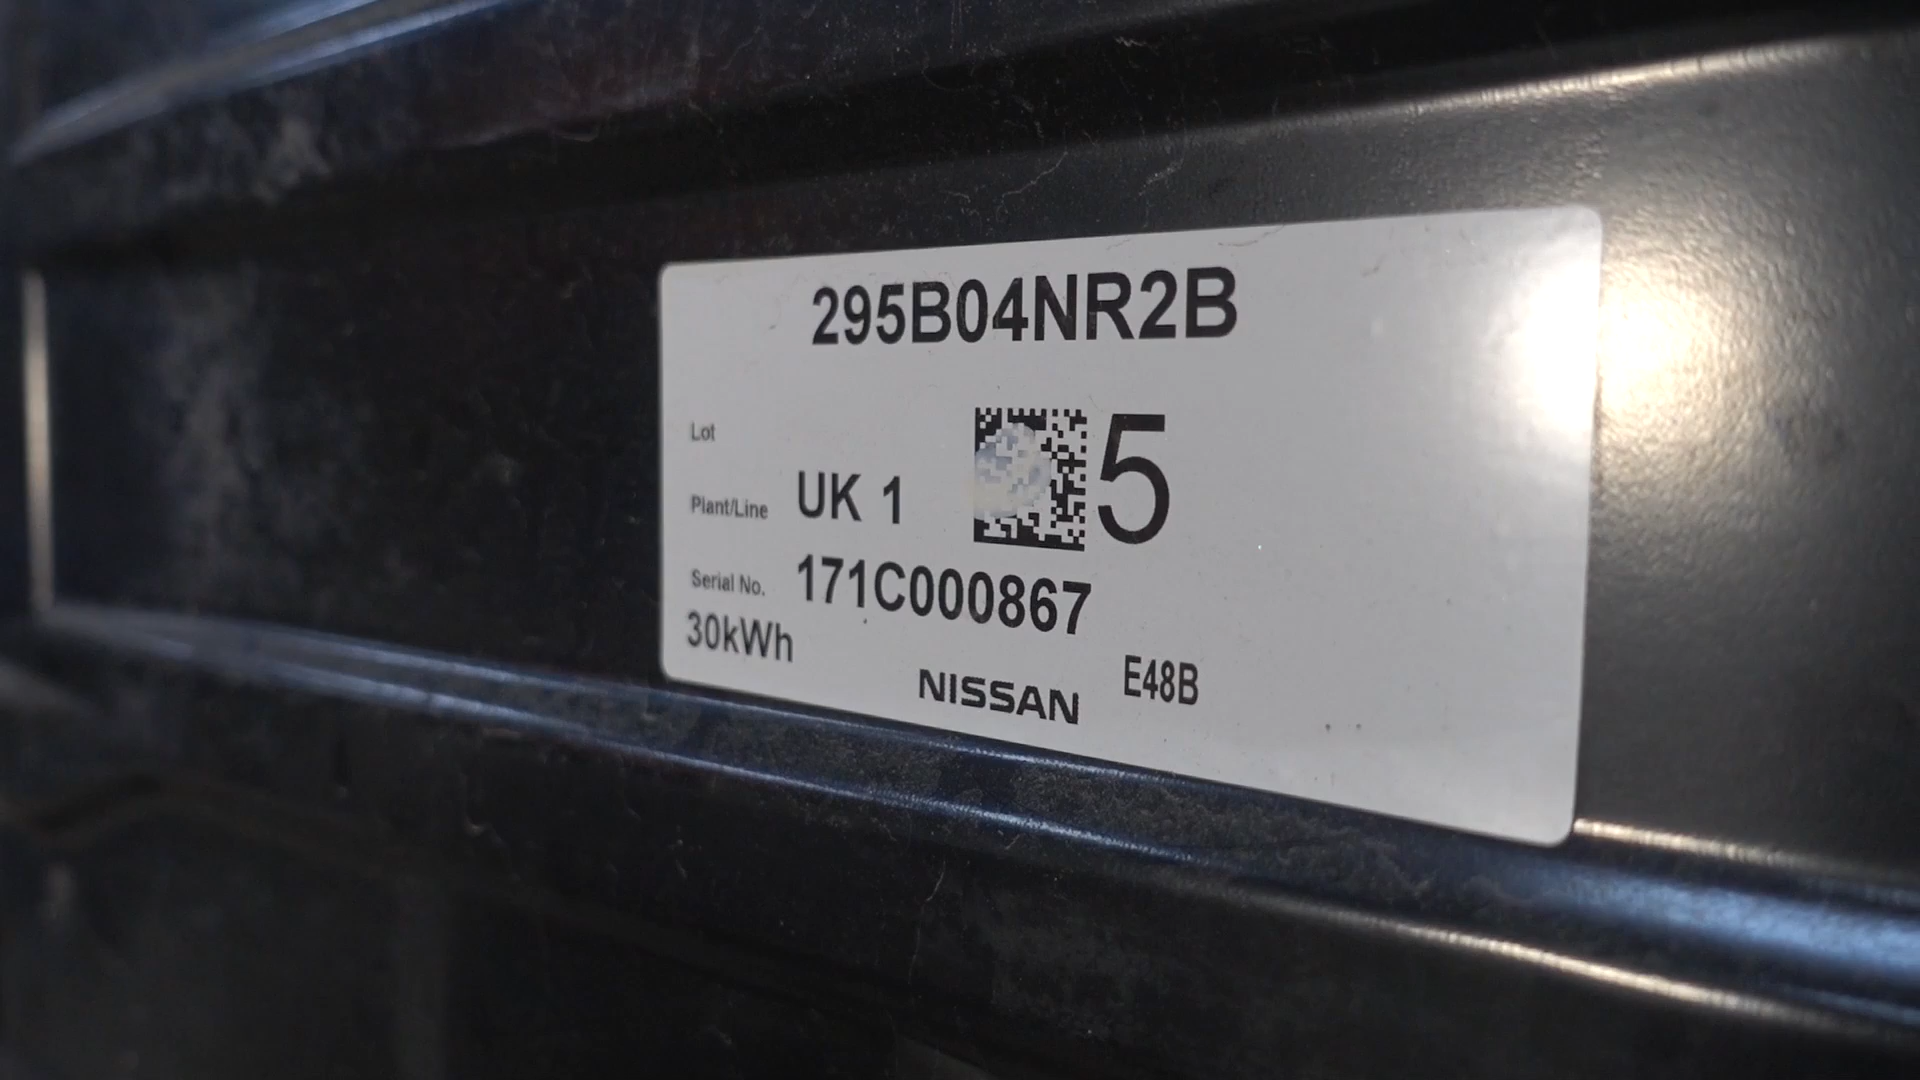 295B04NR2B
Lot
5
Plant/Line UK 1
Serial No. 171C000867
30kWh
NISSAN E48B